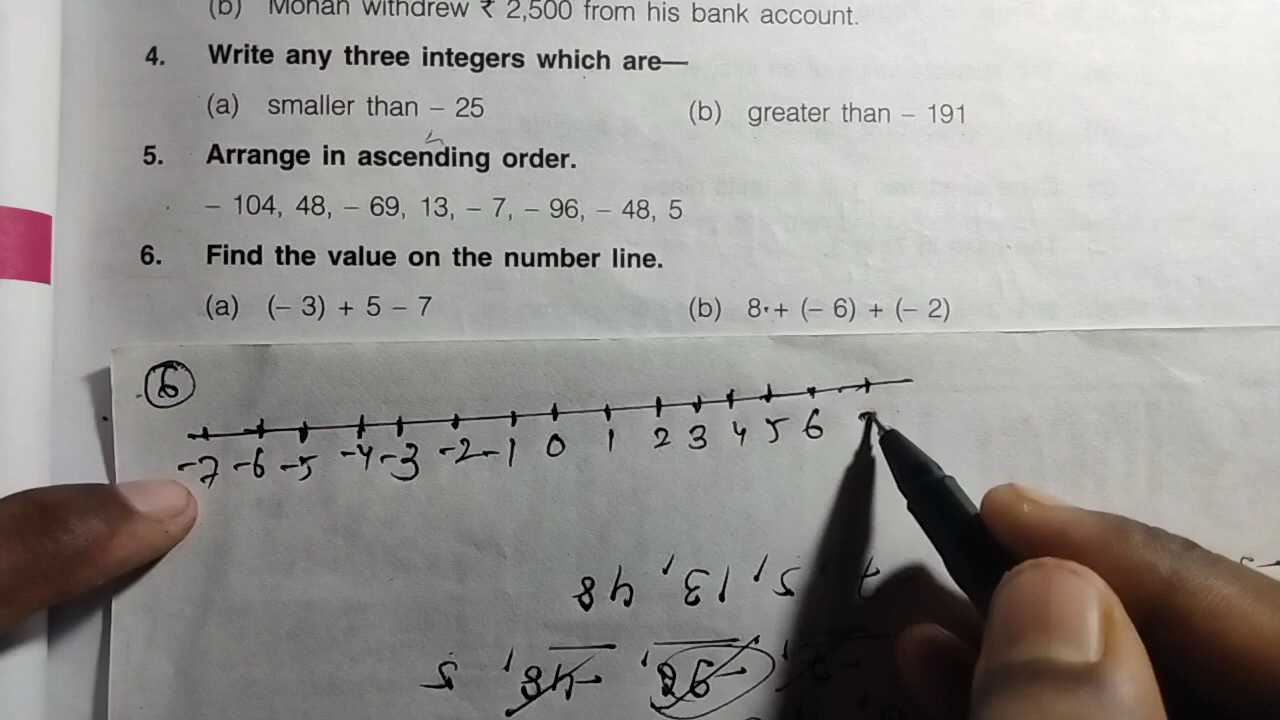 (b) Mohan withdrew ₹ 2,500 from his bank account.
4. Write any three integers which are—
(a) smaller than – 25 (b) greater than – 191
5. Arrange in ascending order.
– 104, 48, – 69, 13, – 7, – 96, – 48, 5
6. Find the value on the number line.
(a) (– 3) + 5 – 7 (b) 8 + (– 6) + (– 2)
6
-7 -6 -5 -4 -3 -2 -1 0 1 2 3 4 5 6
5, 13, 48